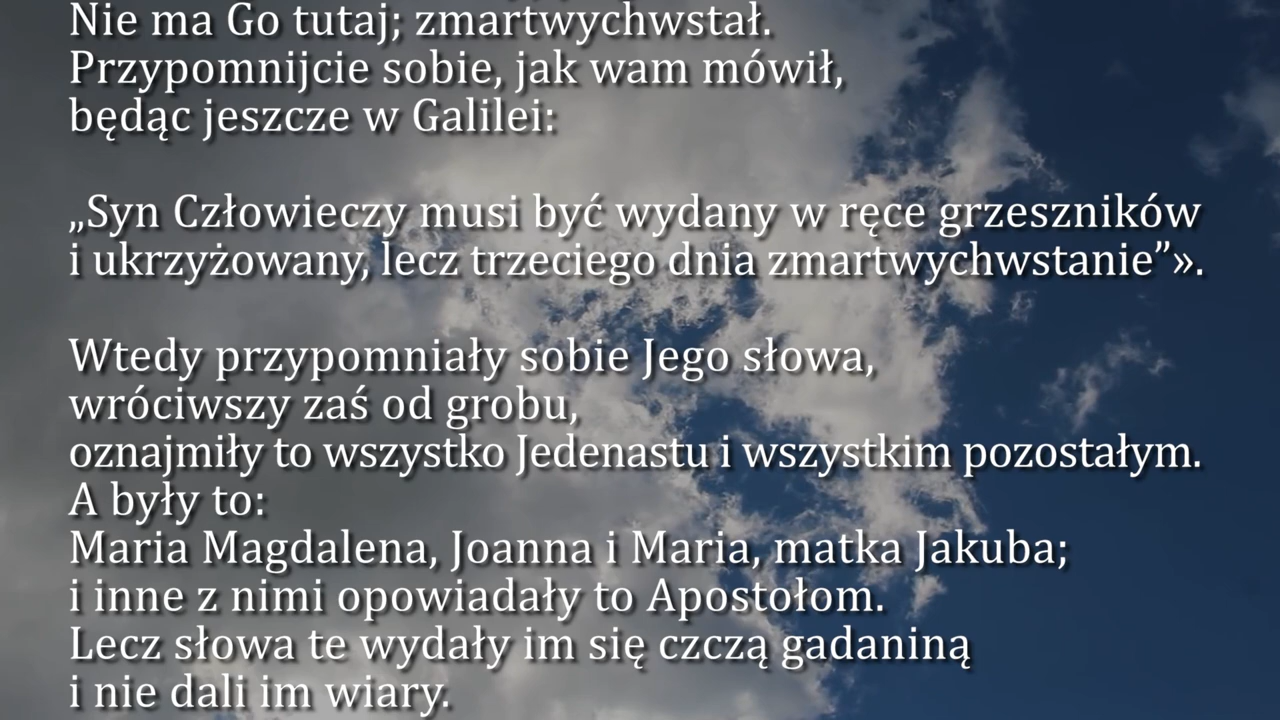 Nie ma Go tutaj; zmartwychwstał.
Przypomnijcie sobie, jak wam mówił,
będąc jeszcze w Galilei:
„Syn Człowieczy musi być wydany w ręce grzeszników
i ukrzyżowany, lecz trzeciego dnia zmartwychwstanie”».
Wtedy przypomniały sobie Jego słowa,
wróciwszy zaś od grobu,
oznajmiły to wszystko Jedenastu i wszystkim pozostałym.
A były to:
Maria Magdalena, Joanna i Maria, matka Jakuba;
i inne z nimi opowiadały to Apostołom.
Lecz słowa te wydały im się czczą gadaniną
i nie dali im wiary.